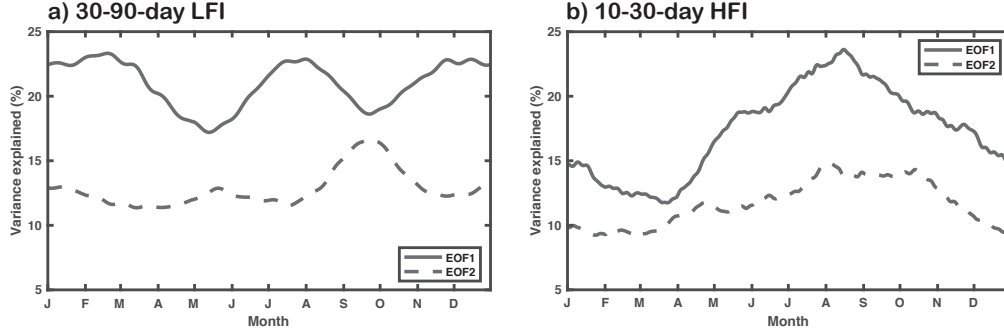 a) 30-90-day LFI
Variance explained (%)
25
20
15
10
5
J F M A M J J A S O N D
Month
EOF1
EOF2
b) 10-30-day HFI
Variance explained (%)
25
20
15
10
5
J F M A M J J A S O N D
Month
EOF1
EOF2